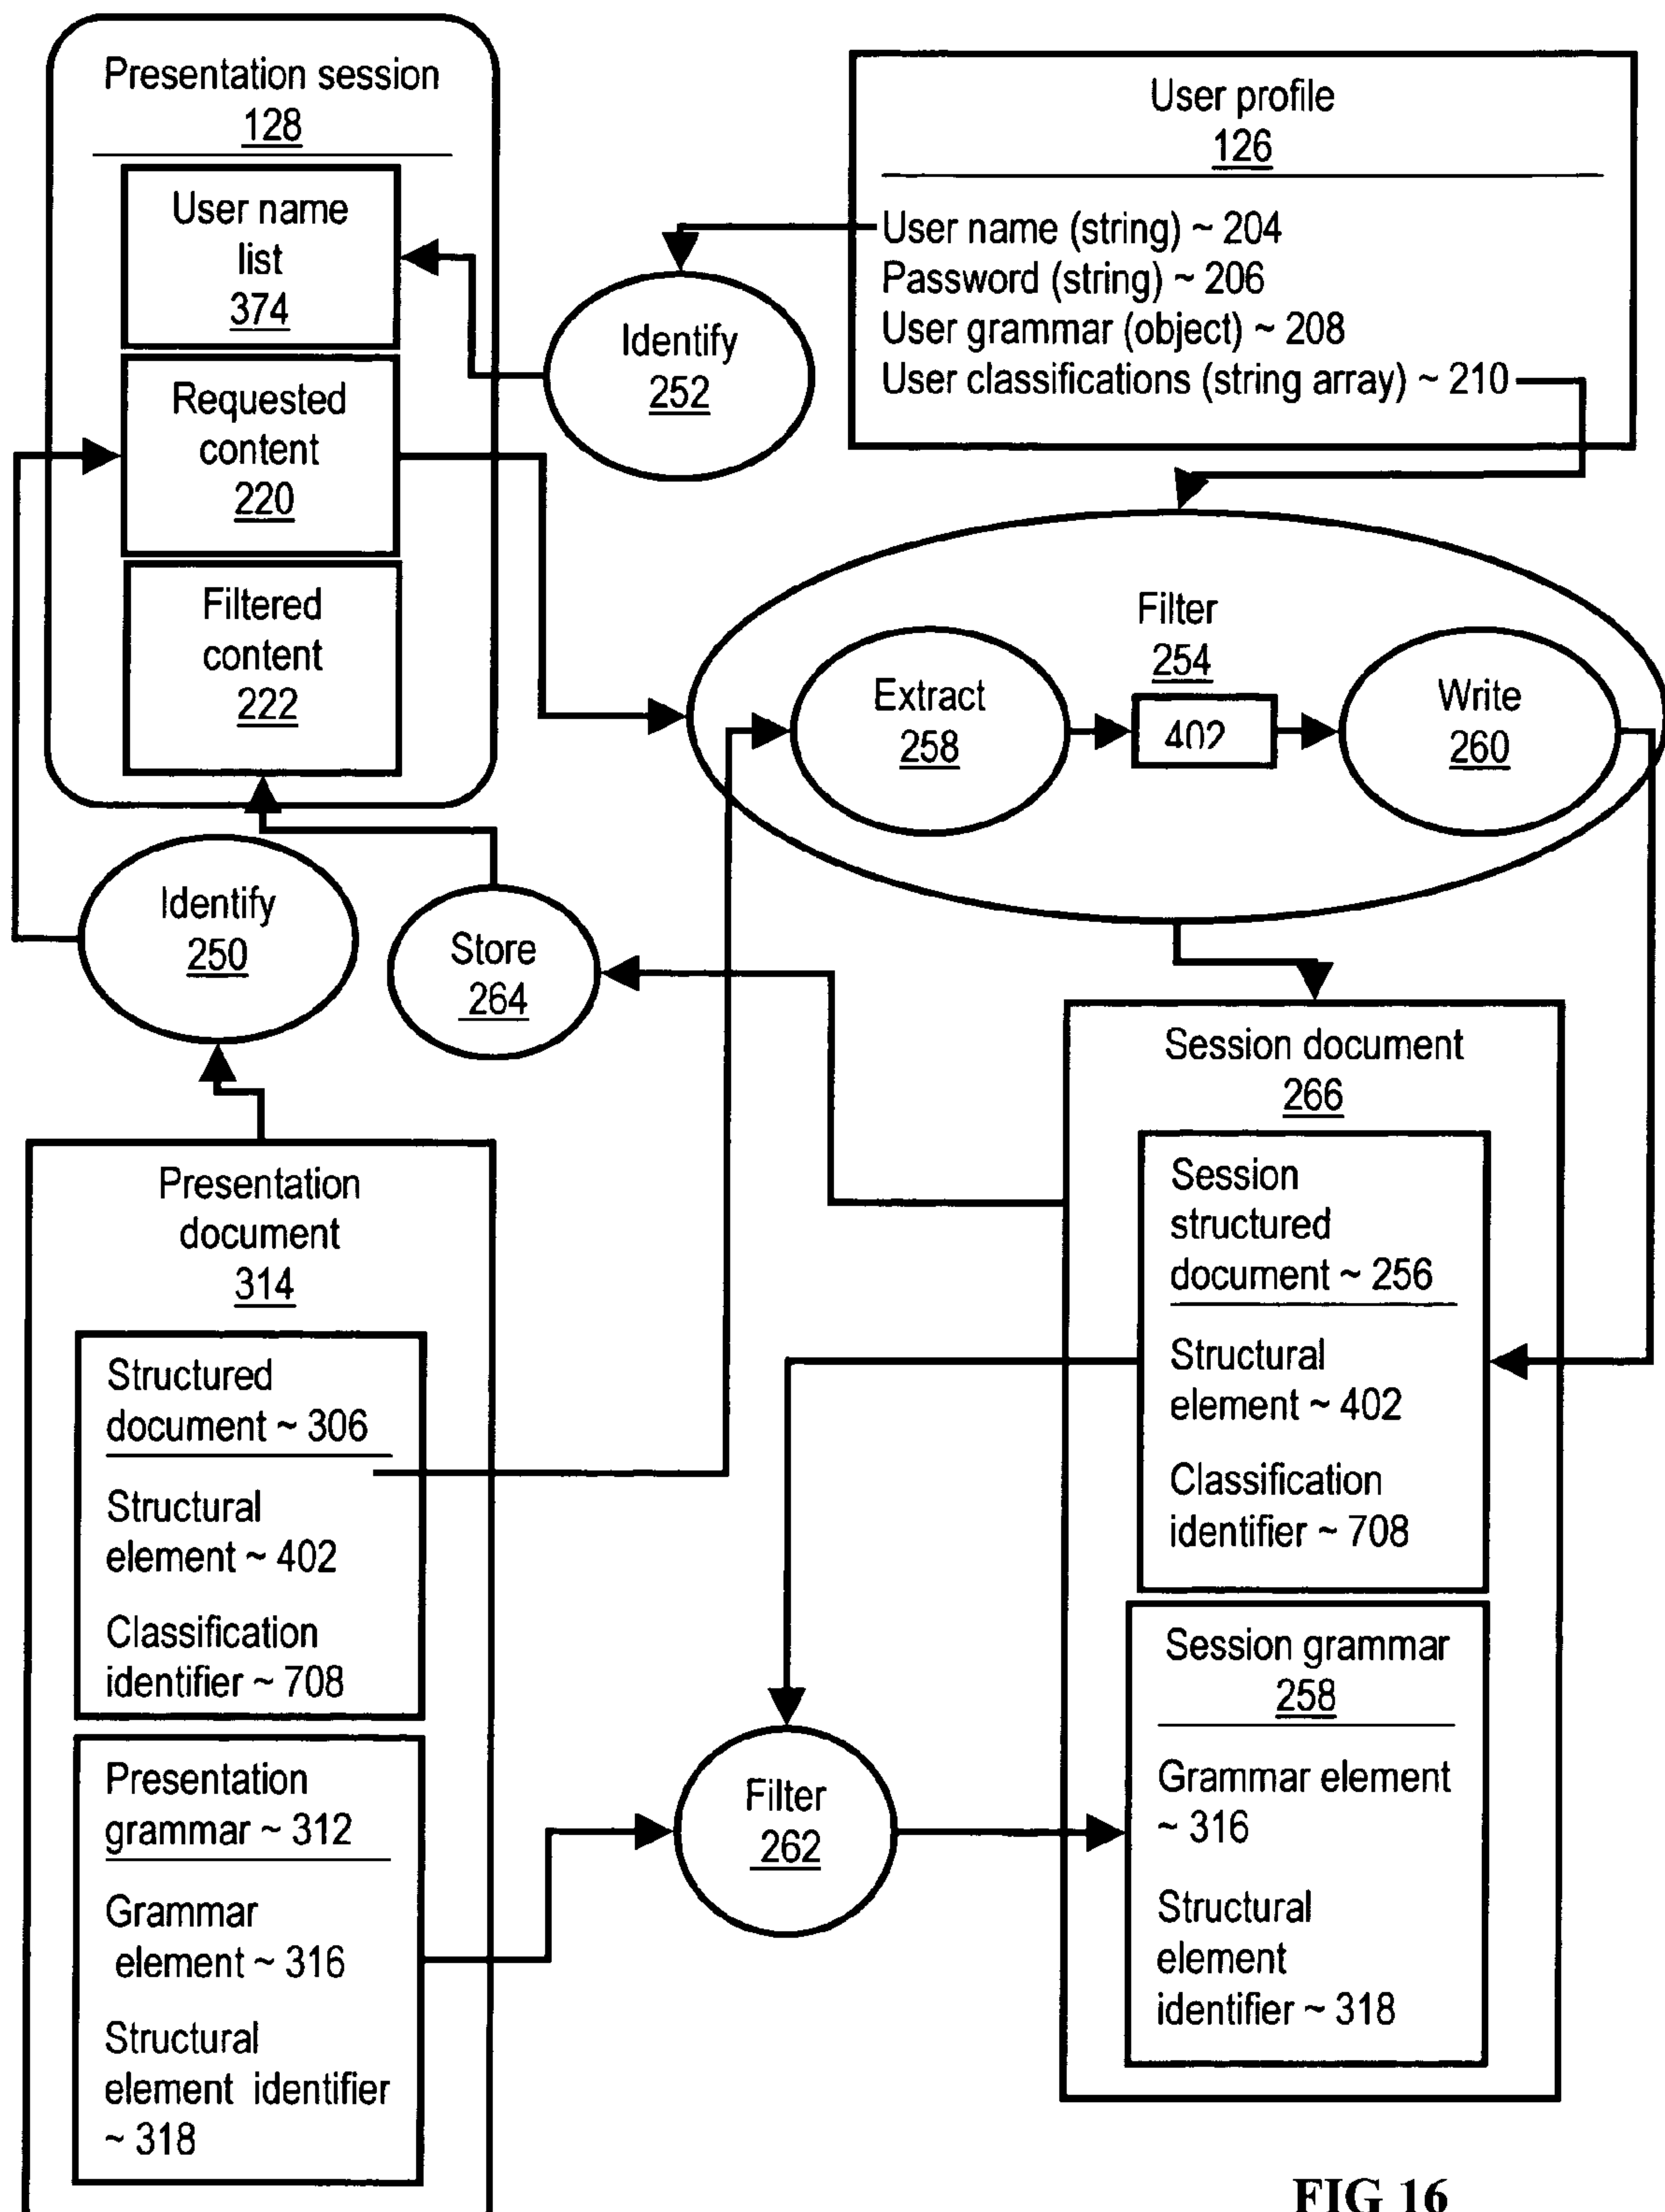 Presentation session
128
User name
list
374
Requested
content
220
Filtered
content
222
User profile
126
User name (string) ~ 204
Password (string) ~ 206
User grammar (object) ~ 208
User classifications (string array) ~ 210
Identify
252
Filter
254
Extract
258
402
Write
260
Identify
250
Store
264
Session document
266
Session
structured
document ~ 256
Structural
element ~ 402
Classification
identifier ~ 708
Session grammar
258
Grammar element
~ 316
Structural
element
identifier ~ 318
Presentation
document
314
Structured
document ~ 306
Structural
element ~ 402
Classification
identifier ~ 708
Presentation
grammar ~ 312
Grammar
element ~ 316
Structural
element identifier
~ 318
Filter
262
FIG 16